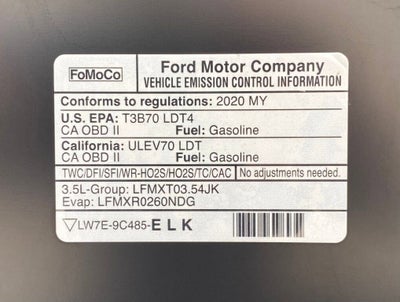 FoMoCo
Ford Motor Company
VEHICLE EMISSION CONTROL INFORMATION
Conforms to regulations: 2020 MY
U.S. EPA: T3B70 LDT4
CA OBD II Fuel: Gasoline
California: ULEV70 LDT
CA OBD II Fuel: Gasoline
TWC/DFI/SFI/WR-HO2S/HO2S/TC/CAC No adjustments needed.
3.5L-Group: LFMXT03.54JK
Evap: LFMXR0260NDG
LW7E-9C485-ELK